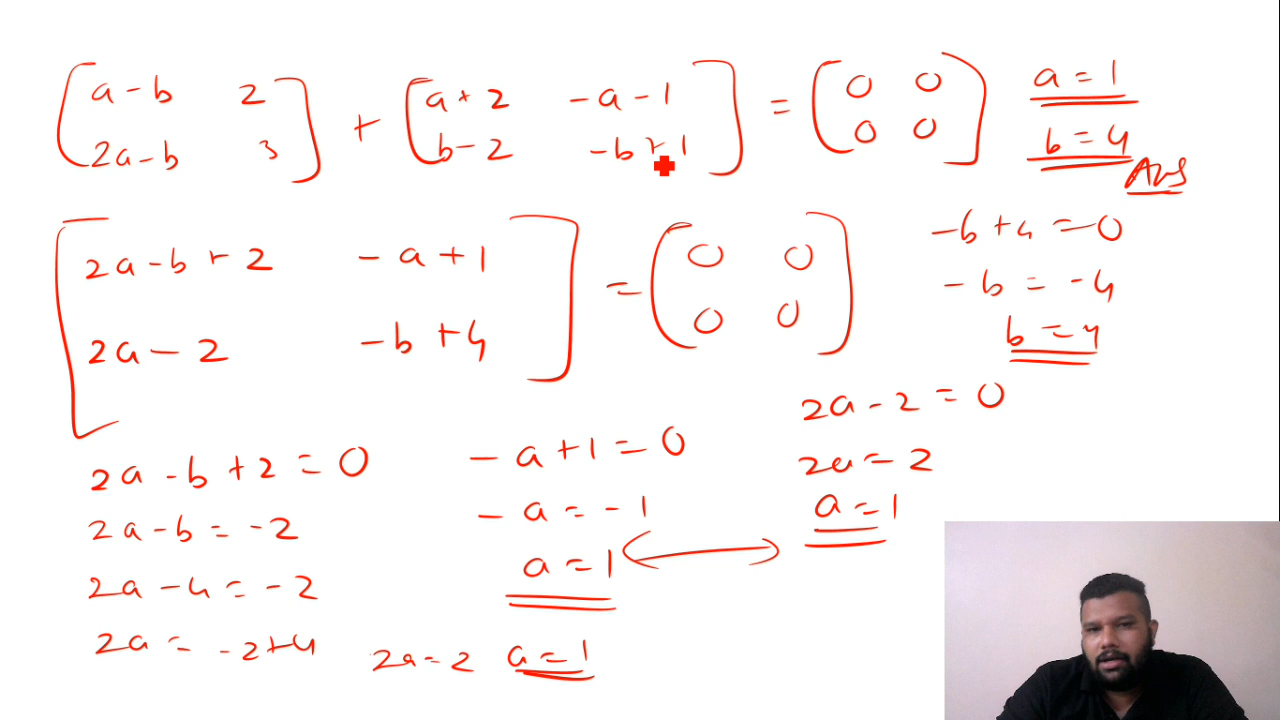 a - b 2 + a + 2 -a - 1 = 0 0
2a - b 3 b - 2 -b + 1 0 0
a = 1
b = 4
Ans
2a - b + 2 -a + 1 = 0 0
2a - 2 -b + 4 0 0
-b + 4 = 0
-b = -4
b = 4
2a - b + 2 = 0
2a - b = -2
2a - 4 = -2
2a = -2 + 4
2a = 2 a = 1
-a + 1 = 0
-a = -1
a = 1
2a - 2 = 0
2a = 2
a = 1